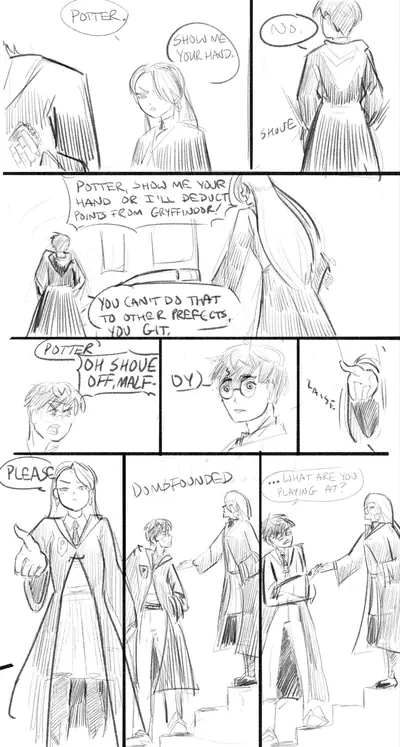 POTTER.
SHOW ME
YOUR HAND.
NO.
SHOVE
POTTER, SHOW ME YOUR
HAND OR I'LL DEDUCT
POINTS FROM GRYFFINDOR!
YOU CAN'T DO THAT
TO OTHER PREFECTS,
YOU GIT.
POTTER
OH SHOVE
OFF, MALF-
OY)
RAISE.
PLEASE
DUMBFOUNDED
...WHAT ARE YOU
PLAYING AT?